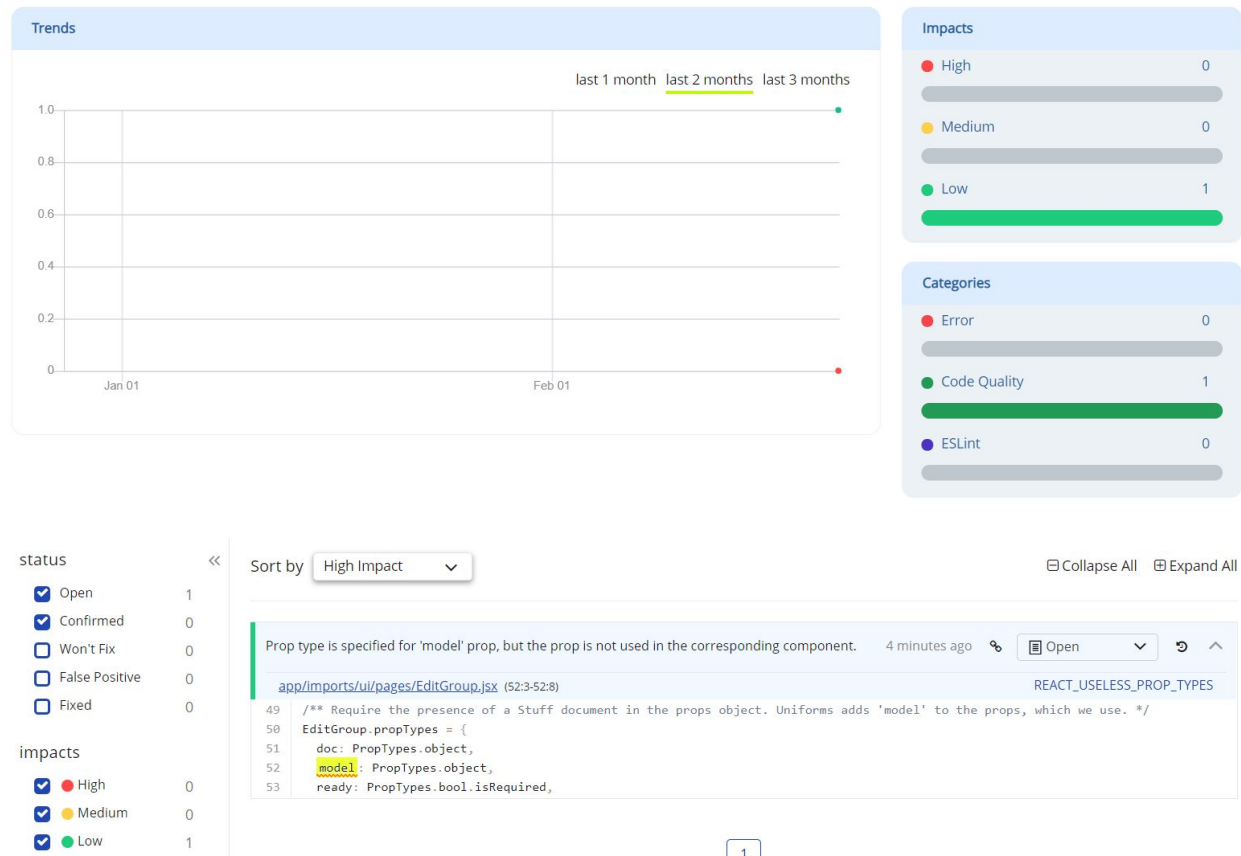 Trends
last 1 month last 2 months last 3 months
1.0
0.8
0.6
0.4
0.2
0
Jan 01 Feb 01
Impacts
High 0
Medium 0
Low 1
Categories
Error 0
Code Quality 1
ESLint 0
status
Open 1
Confirmed 0
Won't Fix 0
False Positive 0
Fixed 0
impacts
High 0
Medium 0
Low 1
Sort by High Impact
Collapse All Expand All
Prop type is specified for 'model' prop, but the prop is not used in the corresponding component. 4 minutes ago Open
app/imports/ui/pages/EditGroup.jsx (52:3-52:8) REACT_USELESS_PROP_TYPES
49 /** Require the presence of a Stuff document in the props object. Uniforms adds 'model' to the props, which we use. */
50 EditGroup.propTypes = {
51 doc: PropTypes.object,
52 model: PropTypes.object,
53 ready: PropTypes.bool.isRequired,
1